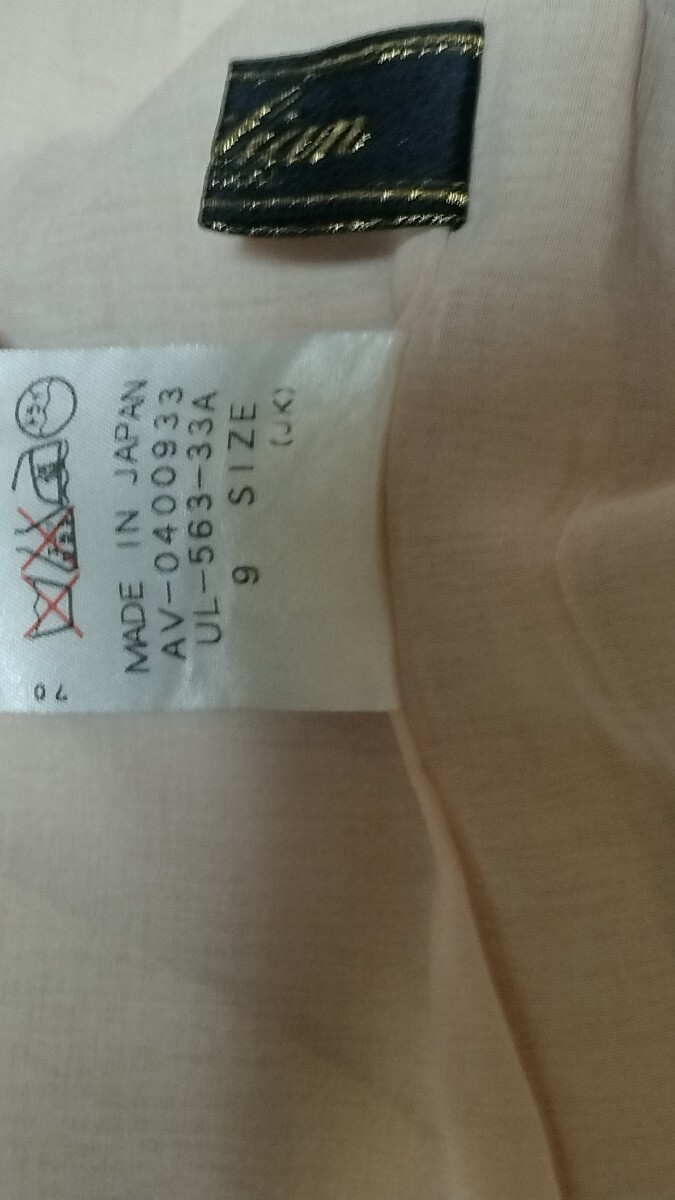 MADE IN JAPAN
AV-0400933
UL-563-33A
9 SIZE
(JK)